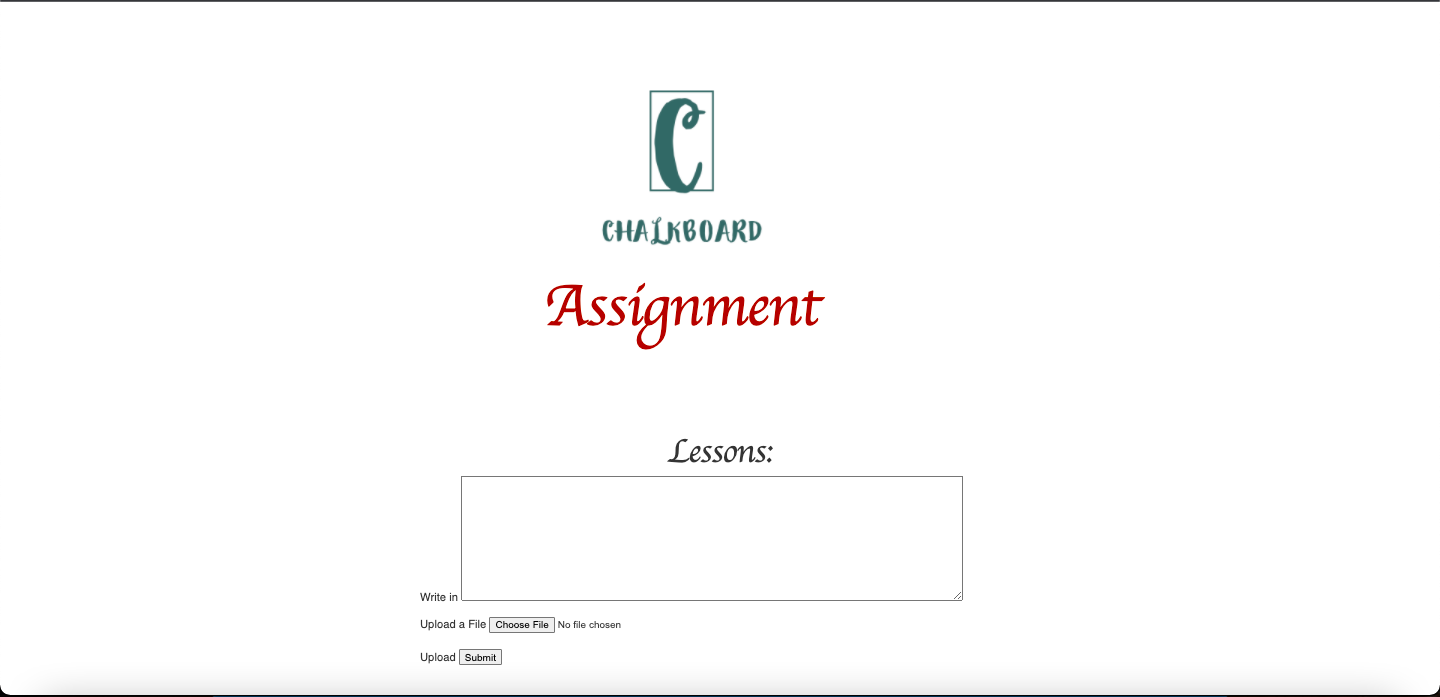 C
CHALKBOARD
Assignment
Lessons:
Write in
Upload a File Choose File No file chosen
Upload Submit